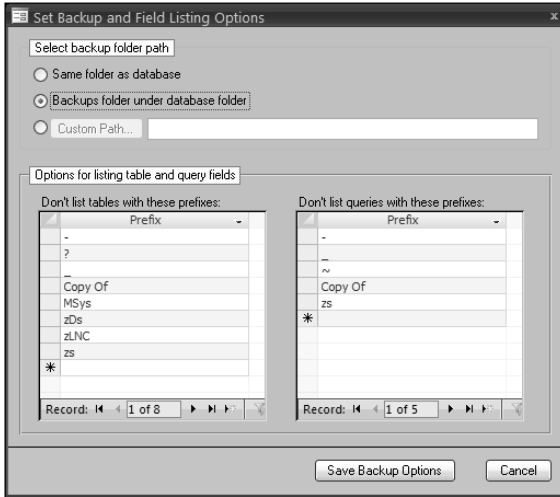 Set Backup and Field Listing Options
x
Select backup folder path
Same folder as database
Backups folder under database folder
Custom Path...
Options for listing table and query fields
Don't list tables with these prefixes:
Prefix
-
?
_
Copy Of
MSys
zDs
zLNC
zs
*
Record: 1 of 8
Don't list queries with these prefixes:
Prefix
-
_
~
Copy Of
zs
*
Record: 1 of 5
Save Backup Options
Cancel